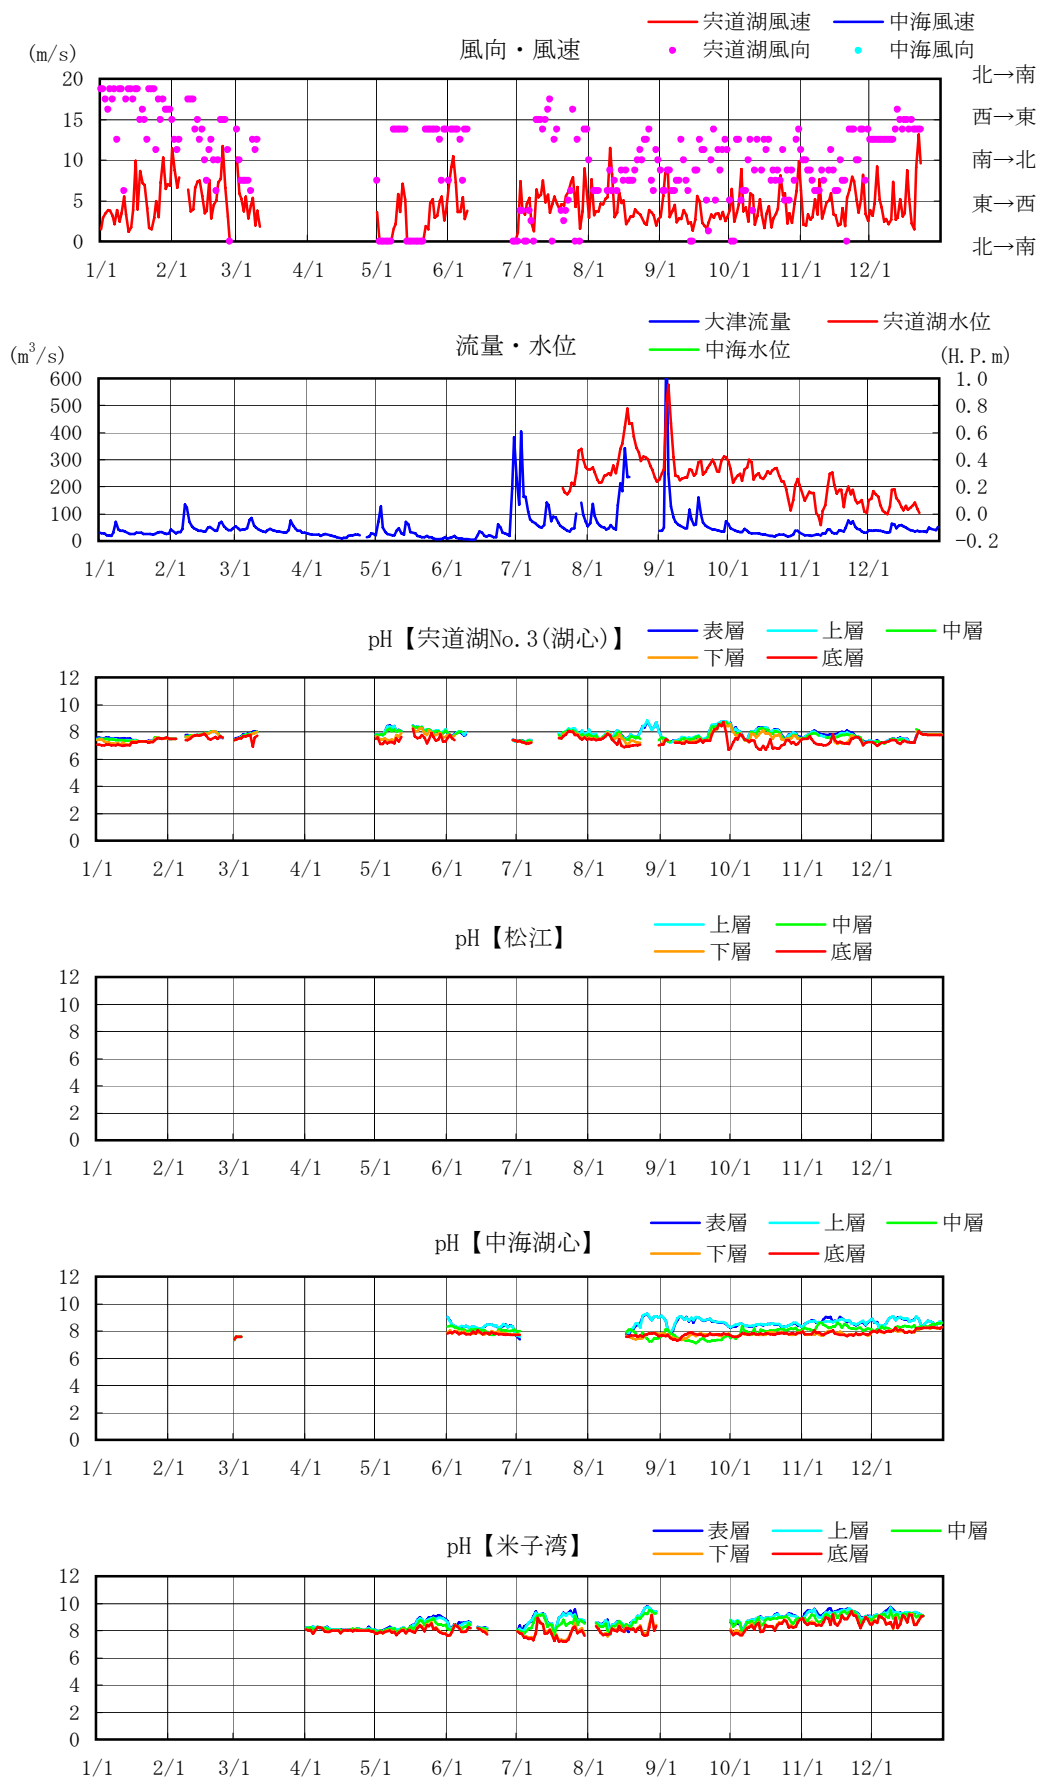 宍道湖風速 中海風速
風向・風速 宍道湖風向 中海風向
(m/s)
20 北→南
15 西→東
10 南→北
5 東→西
0 北→南
1/1 2/1 3/1 4/1 5/1 6/1 7/1 8/1 9/1 10/1 11/1 12/1
大津流量 宍道湖水位
流量・水位 中海水位
(m³/s) (H.P.m)
600 1.0
500 0.8
400 0.6
300 0.4
200 0.2
100 0.0
0 -0.2
1/1 2/1 3/1 4/1 5/1 6/1 7/1 8/1 9/1 10/1 11/1 12/1
pH【宍道湖No.3(湖心)】 表層 上層 中層
下層 底層
12
10
8
6
4
2
0
1/1 2/1 3/1 4/1 5/1 6/1 7/1 8/1 9/1 10/1 11/1 12/1
上層 中層
pH【松江】
下層 底層
12
10
8
6
4
2
0
1/1 2/1 3/1 4/1 5/1 6/1 7/1 8/1 9/1 10/1 11/1 12/1
表層 上層 中層
pH【中海湖心】
下層 底層
12
10
8
6
4
2
0
1/1 2/1 3/1 4/1 5/1 6/1 7/1 8/1 9/1 10/1 11/1 12/1
表層 上層 中層
pH【米子湾】
下層 底層
12
10
8
6
4
2
0
1/1 2/1 3/1 4/1 5/1 6/1 7/1 8/1 9/1 10/1 11/1 12/1